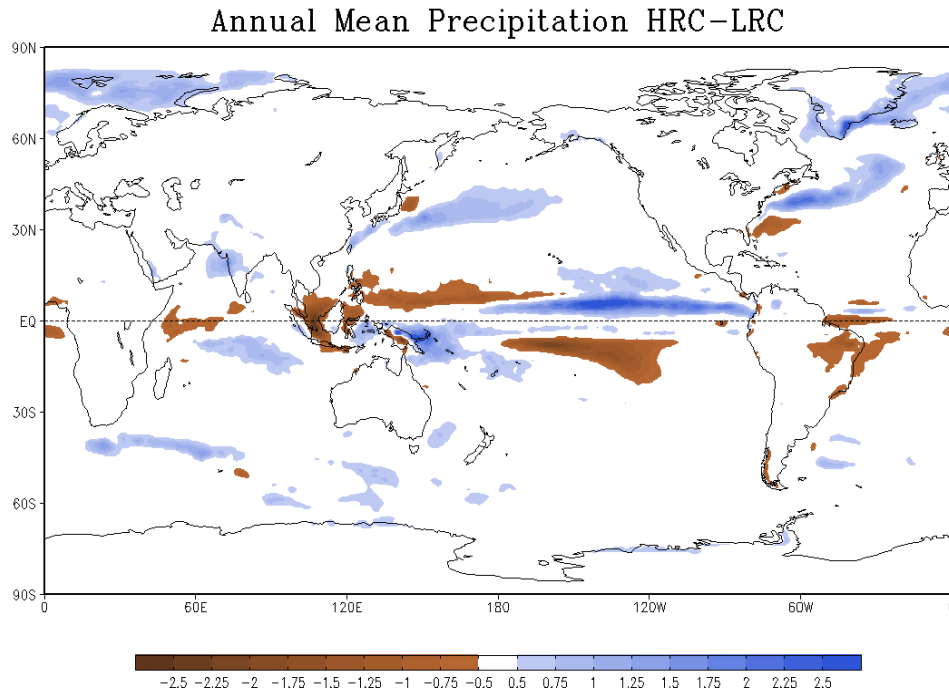 Annual Mean Precipitation HRC-LRC
90N
60N
30N
EQ
30S
60S
90S
0 60E 120E 180 120W 60W 0
-2.5 -2.25 -2 -1.75 -1.5 -1.25 -1 -0.75 -0.5 0.5 0.75 1 1.25 1.5 1.75 2 2.25 2.5